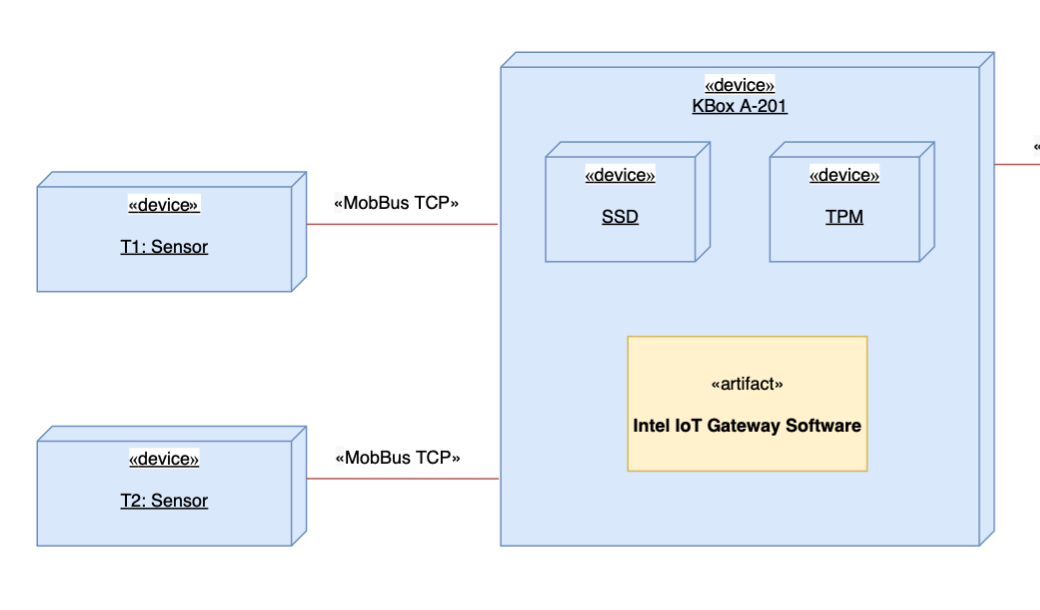 «device»
KBox A-201
«device»
SSD
«device»
TPM
«
«device»
T1: Sensor
«MobBus TCP»
«artifact»
Intel IoT Gateway Software
«device»
T2: Sensor
«MobBus TCP»